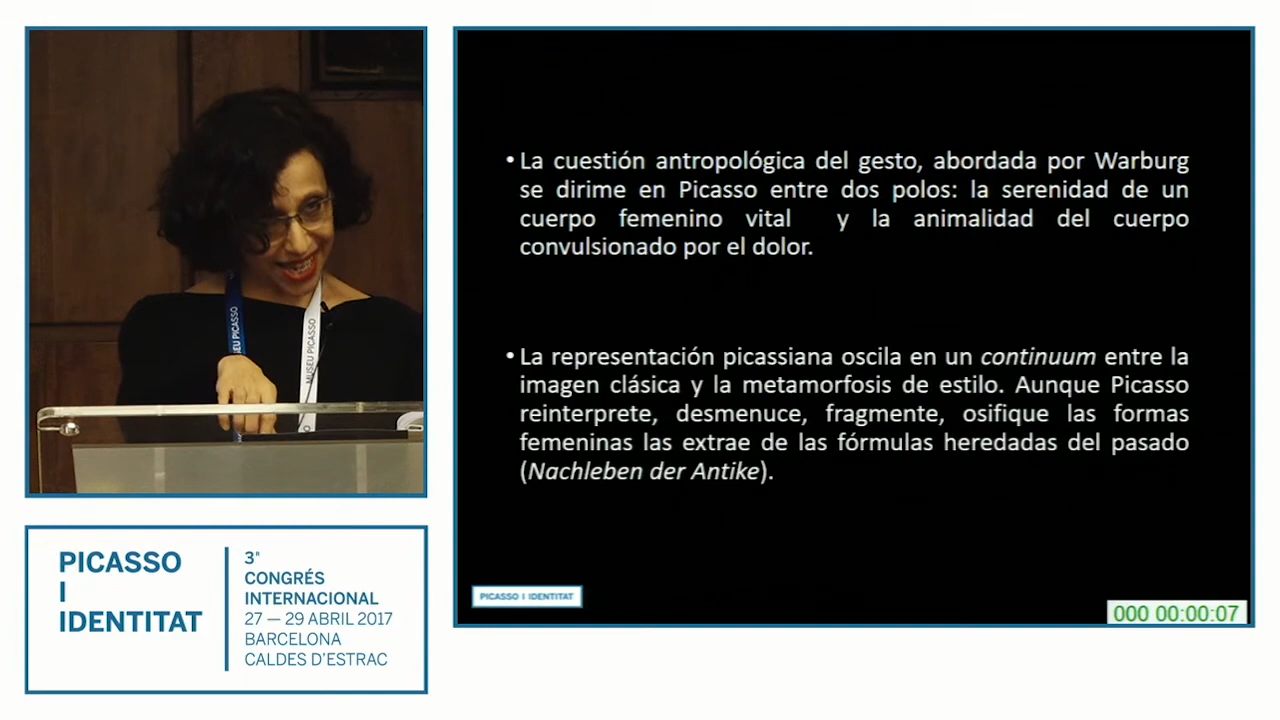 MUSEU PICASSO
• La cuestión antropológica del gesto, abordada por Warburg
se dirime en Picasso entre dos polos: la serenidad de un
cuerpo femenino vital y la animalidad del cuerpo
convulsionado por el dolor.
• La representación picassiana oscila en un continuum entre la
imagen clásica y la metamorfosis de estilo. Aunque Picasso
reinterprete, desmenuce, fragmente, osifique las formas
femeninas las extrae de las fórmulas heredadas del pasado
(Nachleben der Antike).
PICASSO I IDENTITAT
000 00:00:07
PICASSO
I
IDENTITAT
3r
CONGRÉS
INTERNACIONAL
27 — 29 ABRIL 2017
BARCELONA
CALDES D'ESTRAC